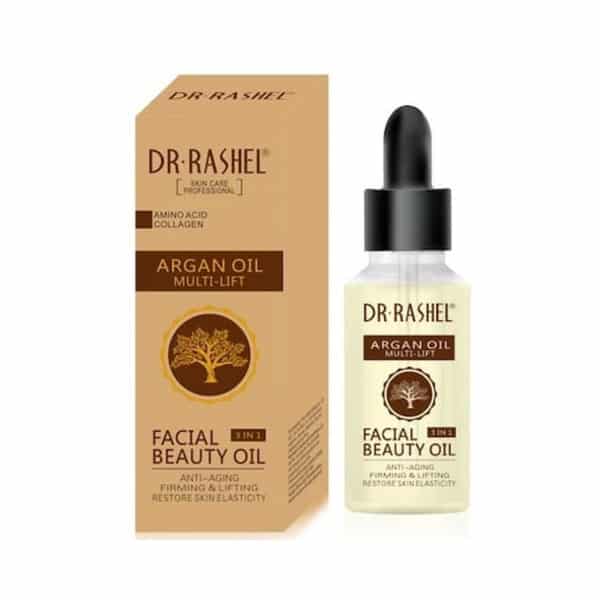 DR·RASHEL®
DR·RASHEL®
[ SKIN CARE
PROFESSIONAL ]
AMINO ACID
COLLAGEN
ARGAN OIL
MULTI-LIFT
FACIAL 3 IN 1
BEAUTY OIL
ANTI-AGING
FIRMING & LIFTING
RESTORE SKIN ELASTICITY
DR·RASHEL®
ARGAN OIL
MULTI-LIFT
FACIAL 3 IN 1
BEAUTY OIL
ANTI-AGING
FIRMING & LIFTING
RESTORE SKIN ELASTICITY